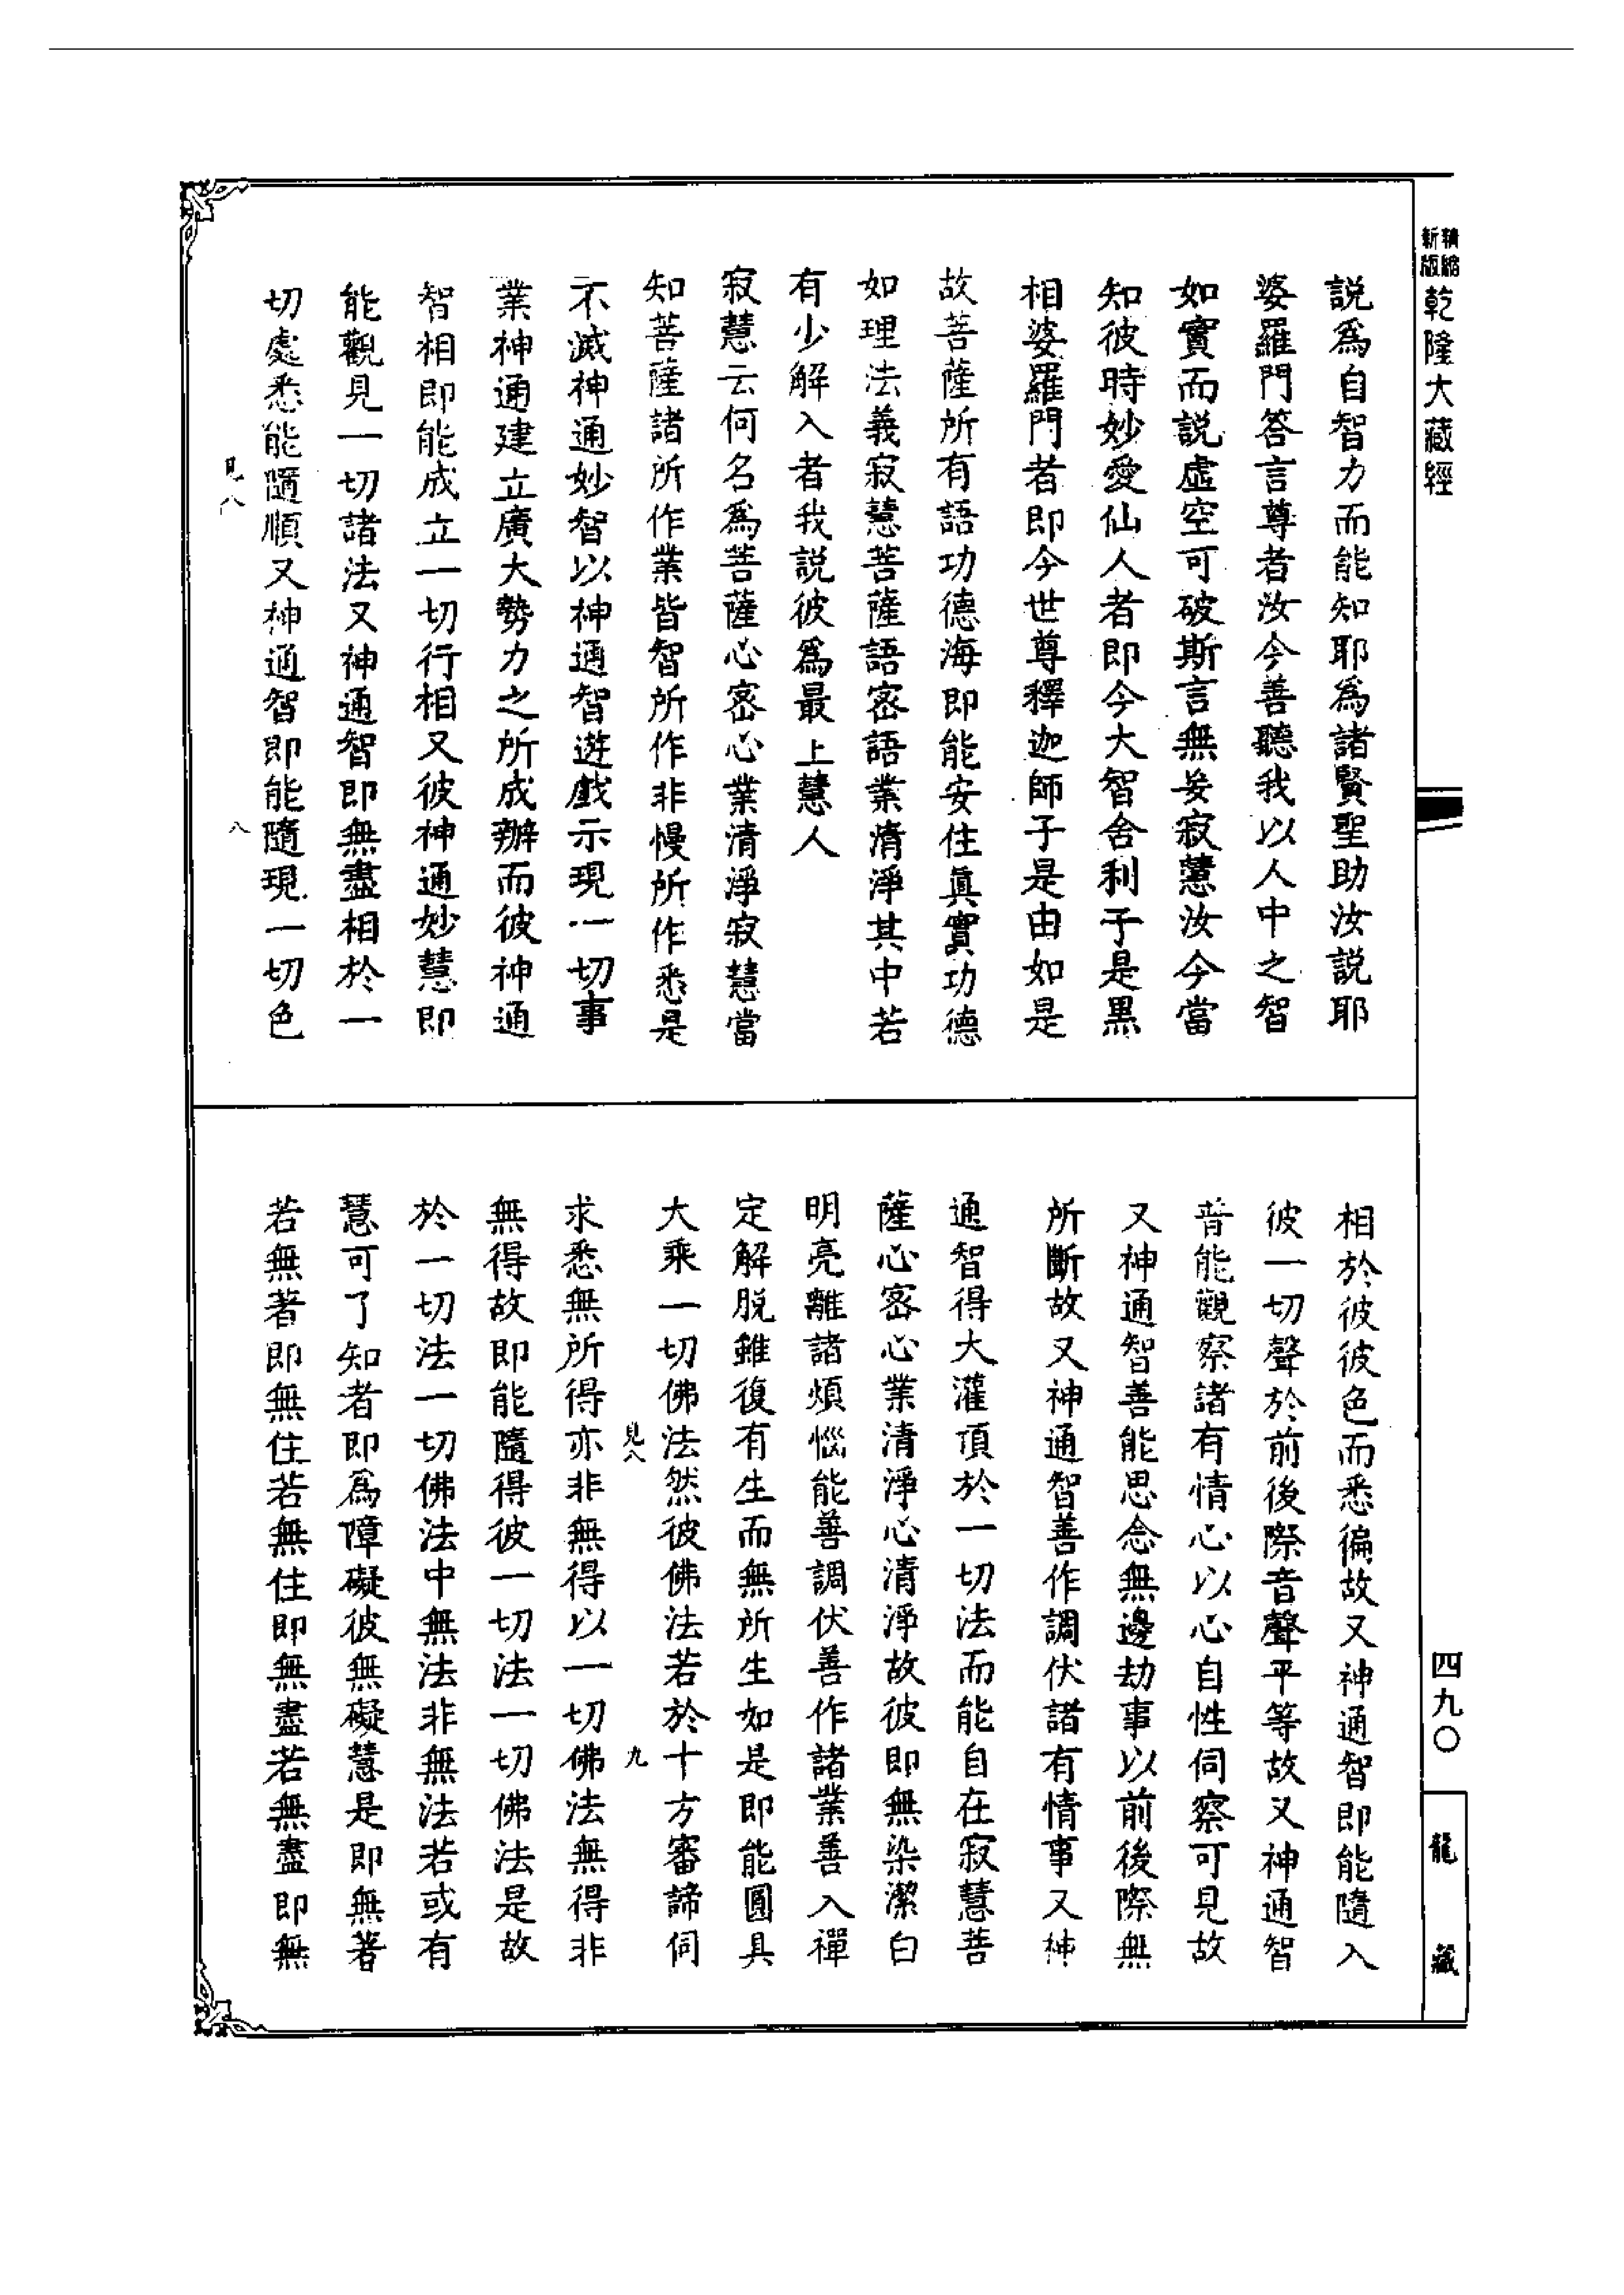 精縮新版乾隆大藏經
說為自智力而能知耶為諸賢聖助汝說耶
婆羅門答言尊者汝今善聽我以人中之智
如實而說虛空可破斯言無妄寂慧汝今當
知彼時妙愛仙人者即今大智舍利子是黑
相婆羅門者即今世尊釋迦師子是由如是
故菩薩所有語功德海即能安住真實功德
如理法義寂慧菩薩語密語業清淨其中若
有少解入者我說彼為最上慧人
寂慧云何名為菩薩心密心業清淨寂慧當
知菩薩諸所作業皆智所作非慢所作悉是
不滅神通妙智以神通智遊戲示現一切事
業神通建立廣大勢力之所成辦而彼神通
智相即能成立一切行相又彼神通妙慧即
能觀見一切諸法又神通智即無盡相於一
切處悉能隨順又神通智即能隨現一切色
見八 八
相於彼彼色而悉徧故又神通智即能隨入
彼一切聲於前後際音聲平等故又神通智
普能觀察諸有情心以心自性伺察可見故
又神通智善能思念無邊劫事以前後際無
所斷故又神通智善作調伏諸有情事又神
通智得大灌頂於一切法而能自在寂慧菩
薩心密心業清淨心清淨故彼即無染潔白
明亮離諸煩惱能善調伏善作諸業善入禪
定解脫雖復有生而無所生如是即能圓具
大乘一切佛法然彼佛法若於十方審諦伺
見八 九
求悉無所得亦非無得以一切佛法無得非
無得故即能隨得彼一切法一切佛法是故
於一切法一切佛法中無法非無法若或有
慧可了知者即為障礙彼無礙慧是即無著
若無著即無住若無住即無盡若無盡即無
四九〇
龍藏